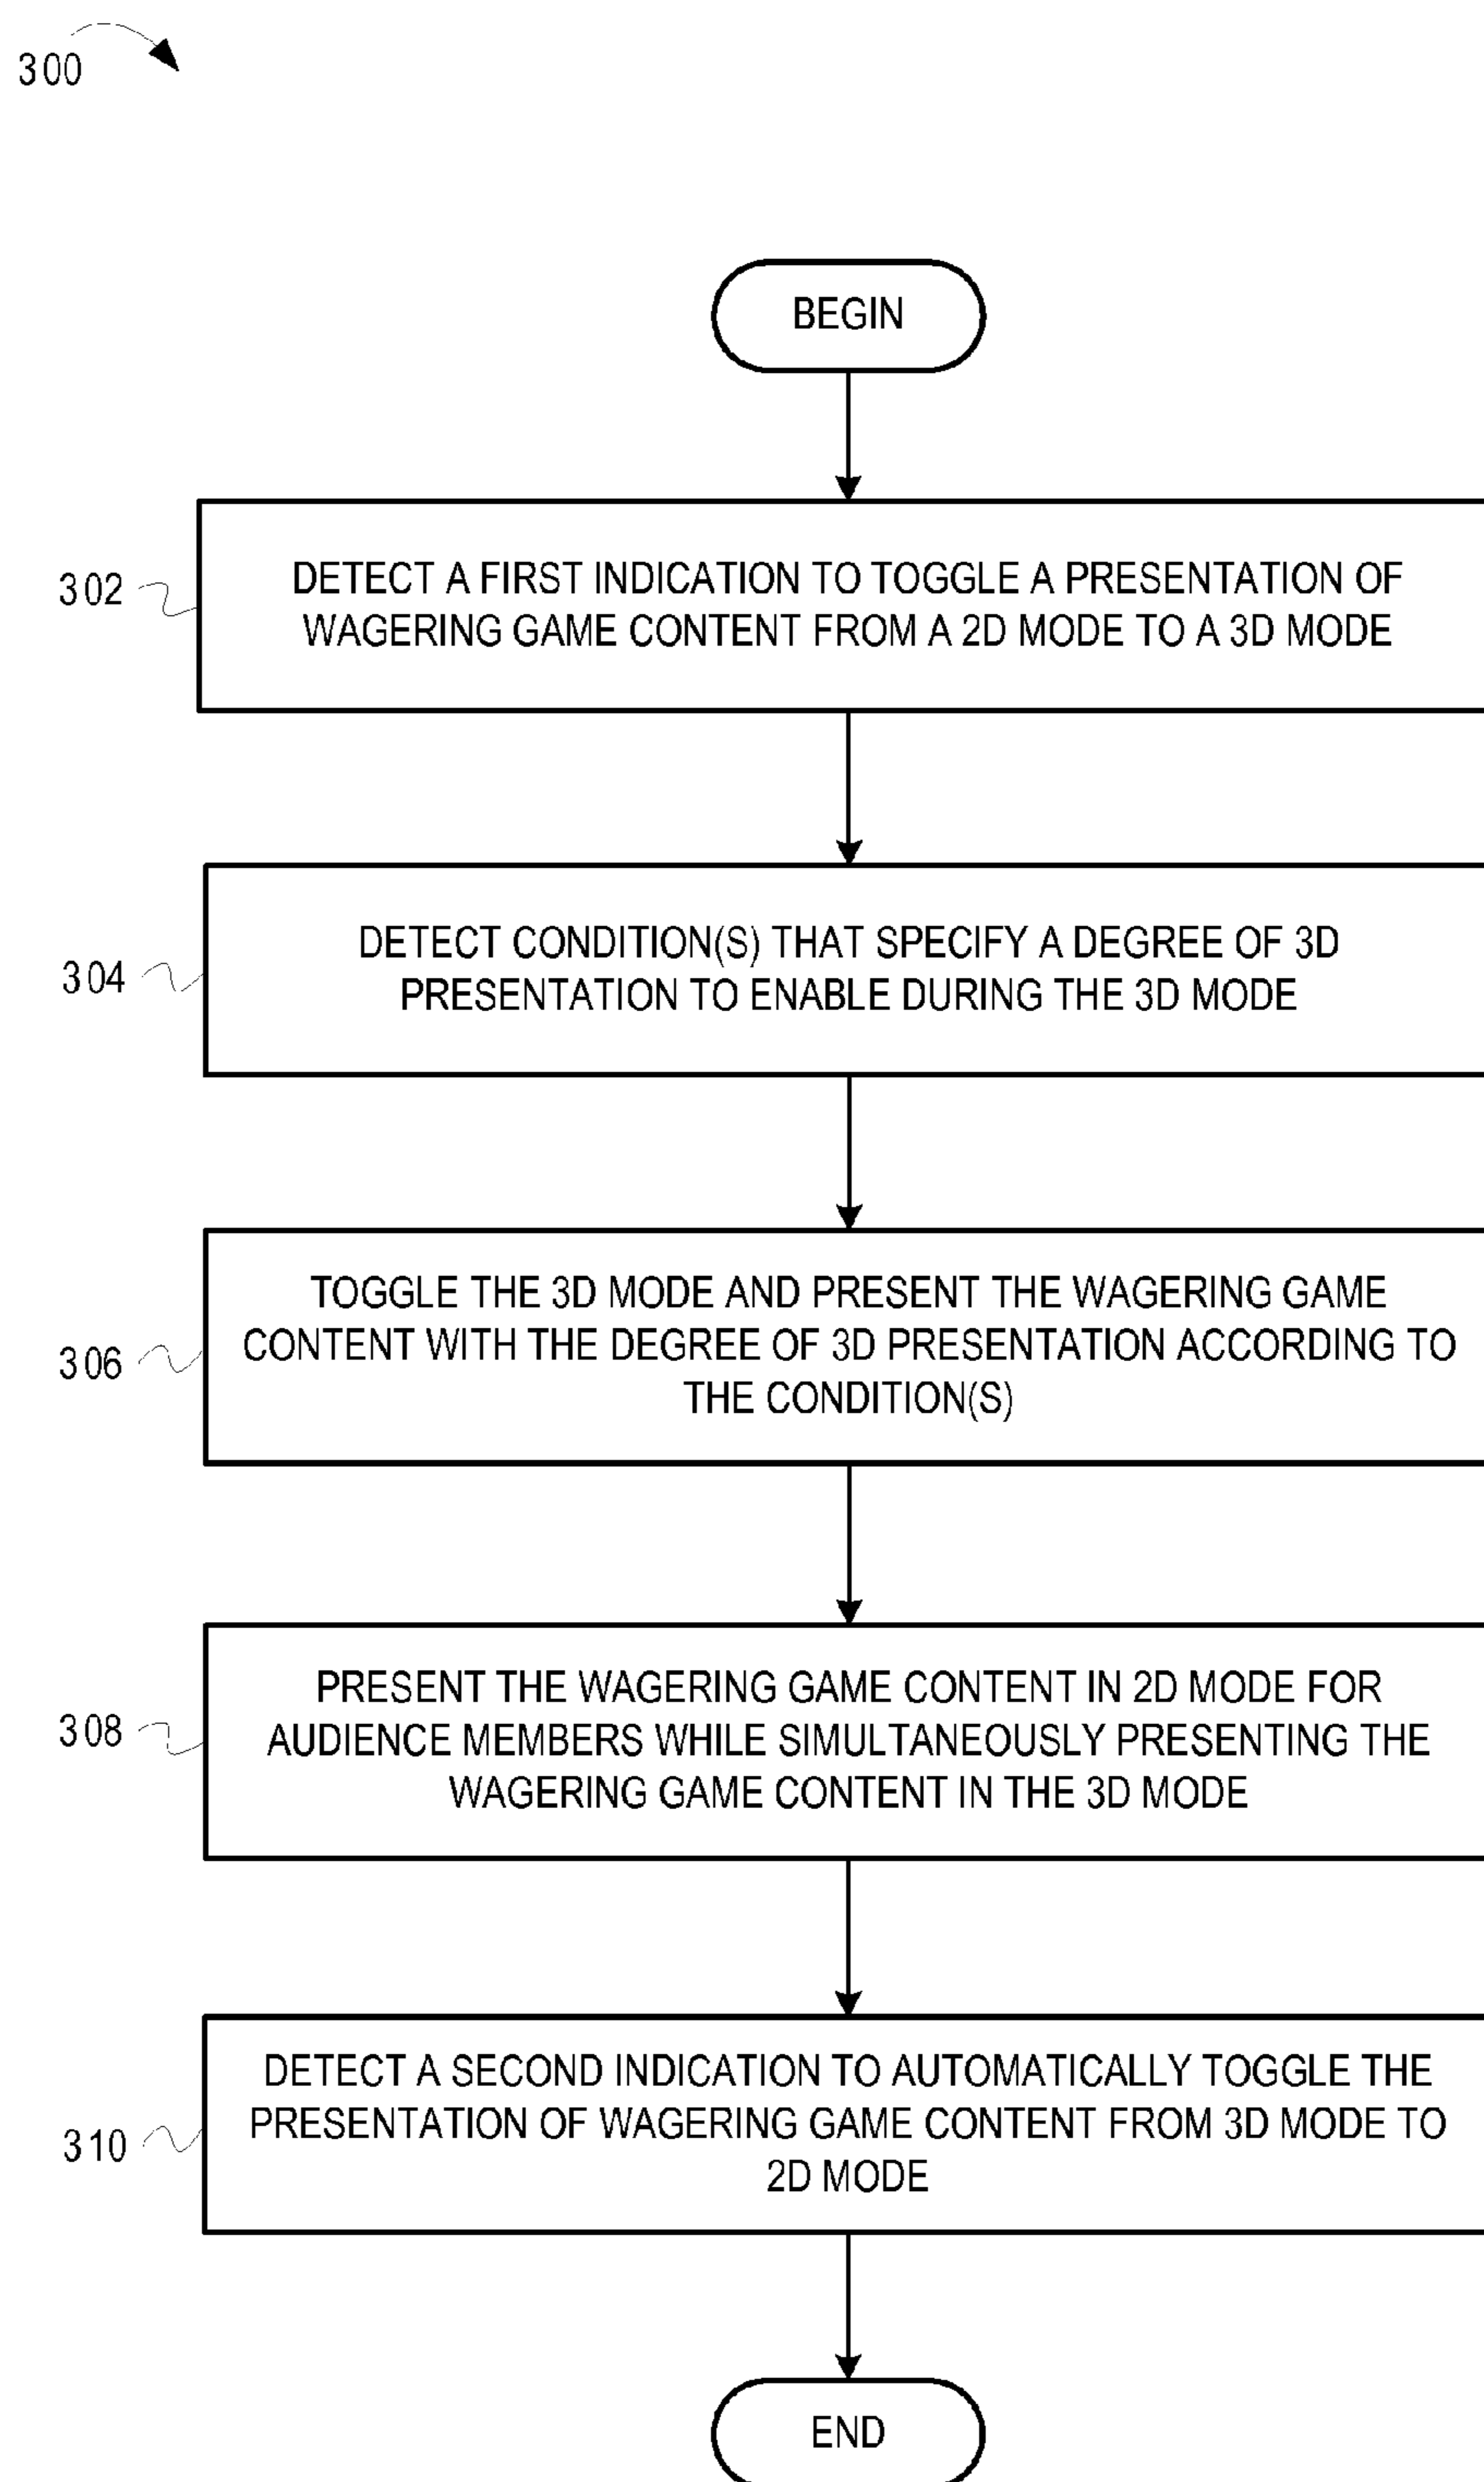 300
BEGIN
302
DETECT A FIRST INDICATION TO TOGGLE A PRESENTATION OF
WAGERING GAME CONTENT FROM A 2D MODE TO A 3D MODE
304
DETECT CONDITION(S) THAT SPECIFY A DEGREE OF 3D
PRESENTATION TO ENABLE DURING THE 3D MODE
306
TOGGLE THE 3D MODE AND PRESENT THE WAGERING GAME
CONTENT WITH THE DEGREE OF 3D PRESENTATION ACCORDING TO
THE CONDITION(S)
308
PRESENT THE WAGERING GAME CONTENT IN 2D MODE FOR
AUDIENCE MEMBERS WHILE SIMULTANEOUSLY PRESENTING THE
WAGERING GAME CONTENT IN THE 3D MODE
310
DETECT A SECOND INDICATION TO AUTOMATICALLY TOGGLE THE
PRESENTATION OF WAGERING GAME CONTENT FROM 3D MODE TO
2D MODE
END